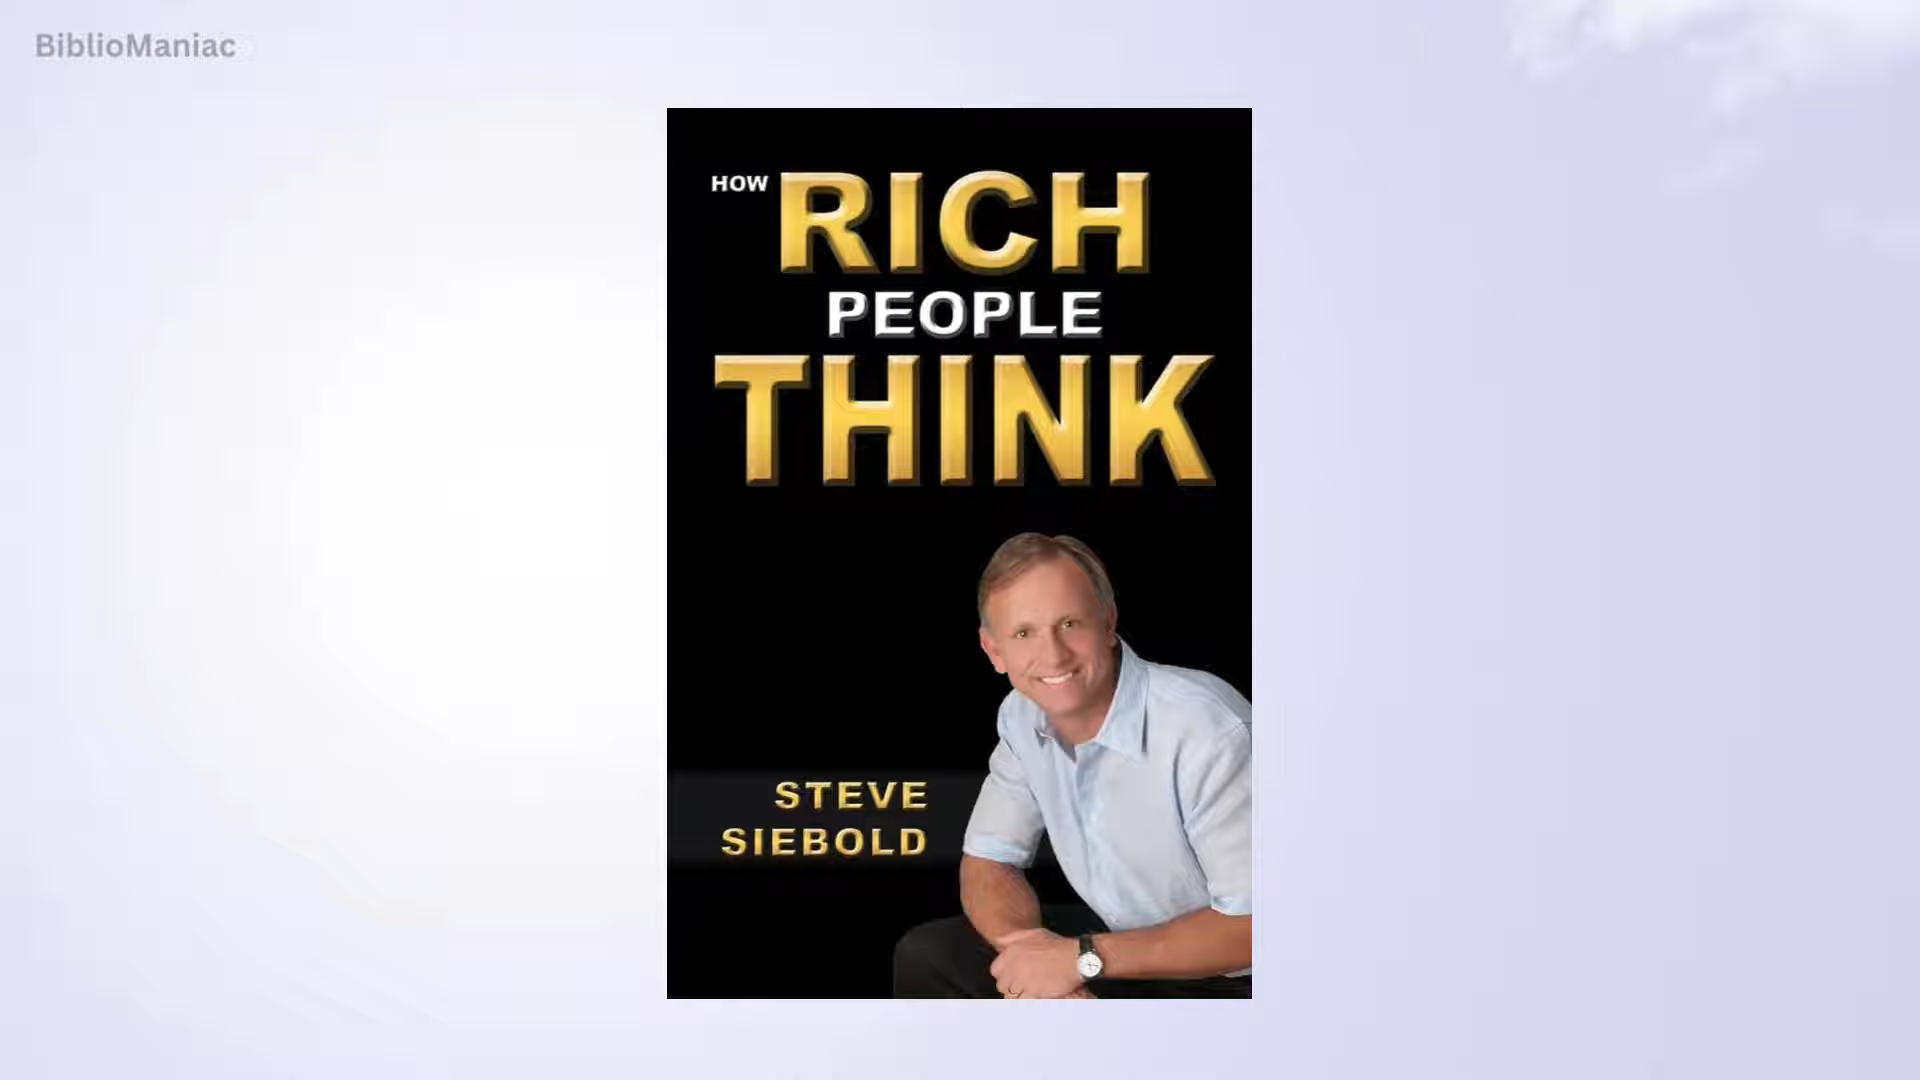 BiblioManiac
HOW RICH
PEOPLE
THINK
STEVE
SIEBOLD